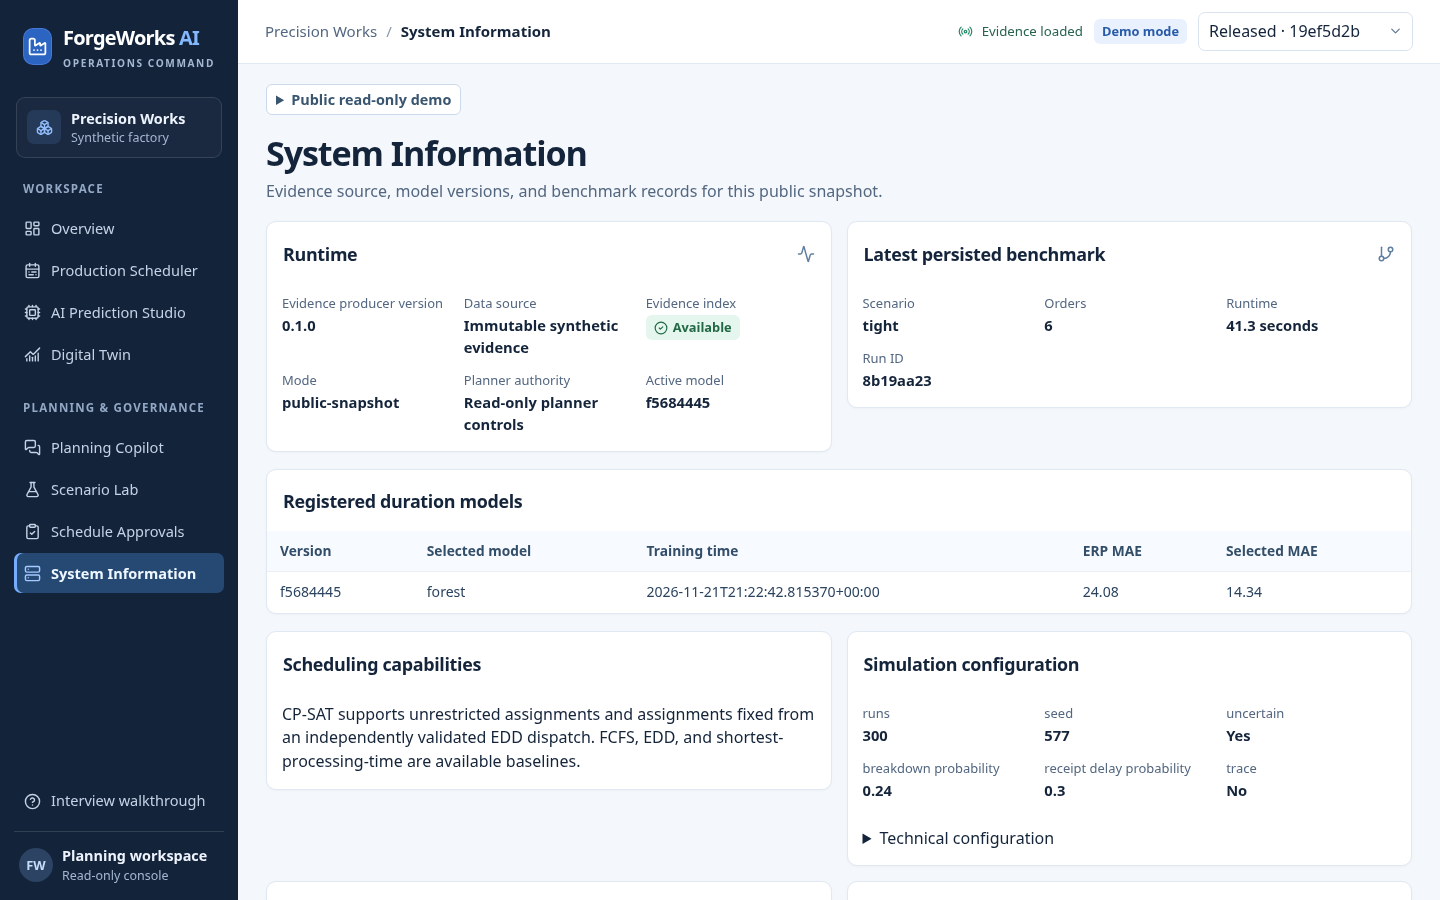 ForgeWorks AI
OPERATIONS COMMAND
Precision Works
Synthetic factory
WORKSPACE
Overview
Production Scheduler
AI Prediction Studio
Digital Twin
PLANNING & GOVERNANCE
Planning Copilot
Scenario Lab
Schedule Approvals
System Information
Interview walkthrough
FW
Planning workspace
Read-only console
Precision Works / System Information
Evidence loaded
Demo mode
Released · 19ef5d2b
Public read-only demo
System Information
Evidence source, model versions, and benchmark records for this public snapshot.
Runtime
Evidence producer version
0.1.0
Data source
Immutable synthetic
evidence
Evidence index
Available
Mode
public-snapshot
Planner authority
Read-only planner
controls
Active model
f5684445
Latest persisted benchmark
Scenario
tight
Orders
6
Runtime
41.3 seconds
Run ID
8b19aa23
Registered duration models
Version Selected model Training time ERP MAE Selected MAE
f5684445 forest 2026-11-21T21:22:42.815370+00:00 24.08 14.34
Scheduling capabilities
CP-SAT supports unrestricted assignments and assignments fixed from
an independently validated EDD dispatch. FCFS, EDD, and shortest-
processing-time are available baselines.
Simulation configuration
runs
300
seed
577
uncertain
Yes
breakdown probability
0.24
receipt delay probability
0.3
trace
No
Technical configuration